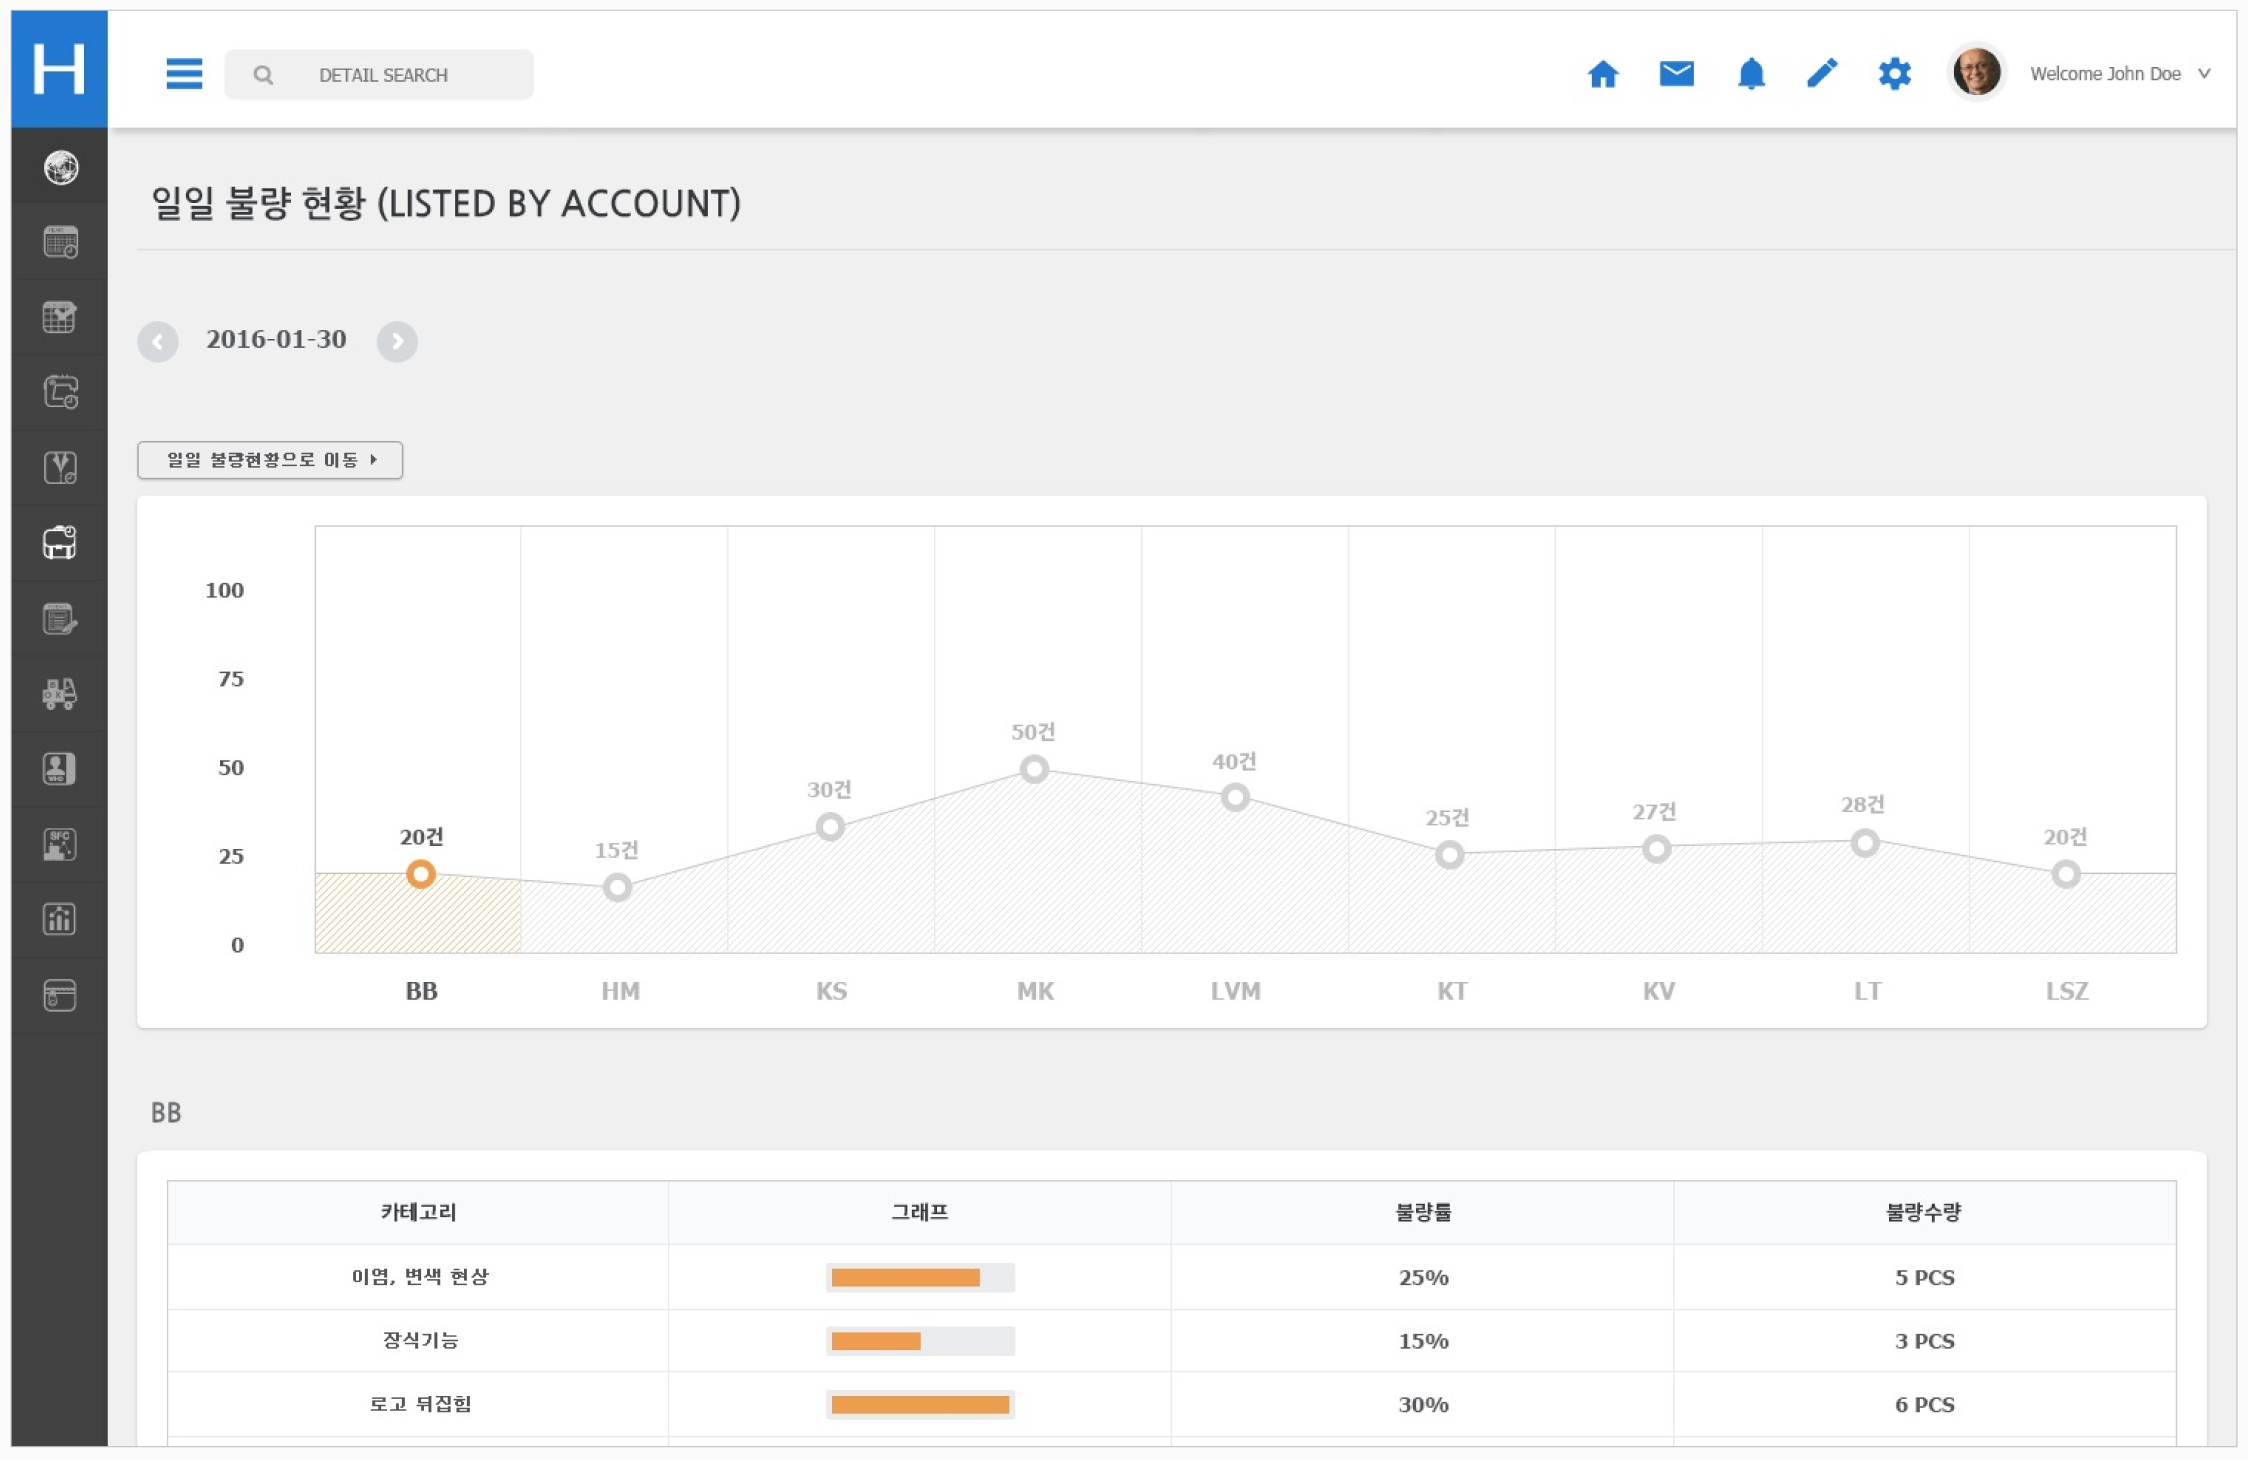 H
DETAIL SEARCH
Welcome John Doe
일일 불량 현황 (LISTED BY ACCOUNT)
2016-01-30
일일 불량현황으로 이동
100
75
50
25
0
20건
15건
30건
50건
40건
25건
27건
28건
20건
BB HM KS MK LVM KT KV LT LSZ
SFC
BB
카테고리 그래프 불량률 불량수량
이염, 변색 현상 25% 5 PCS
장식기능 15% 3 PCS
로고 뒤집힘 30% 6 PCS